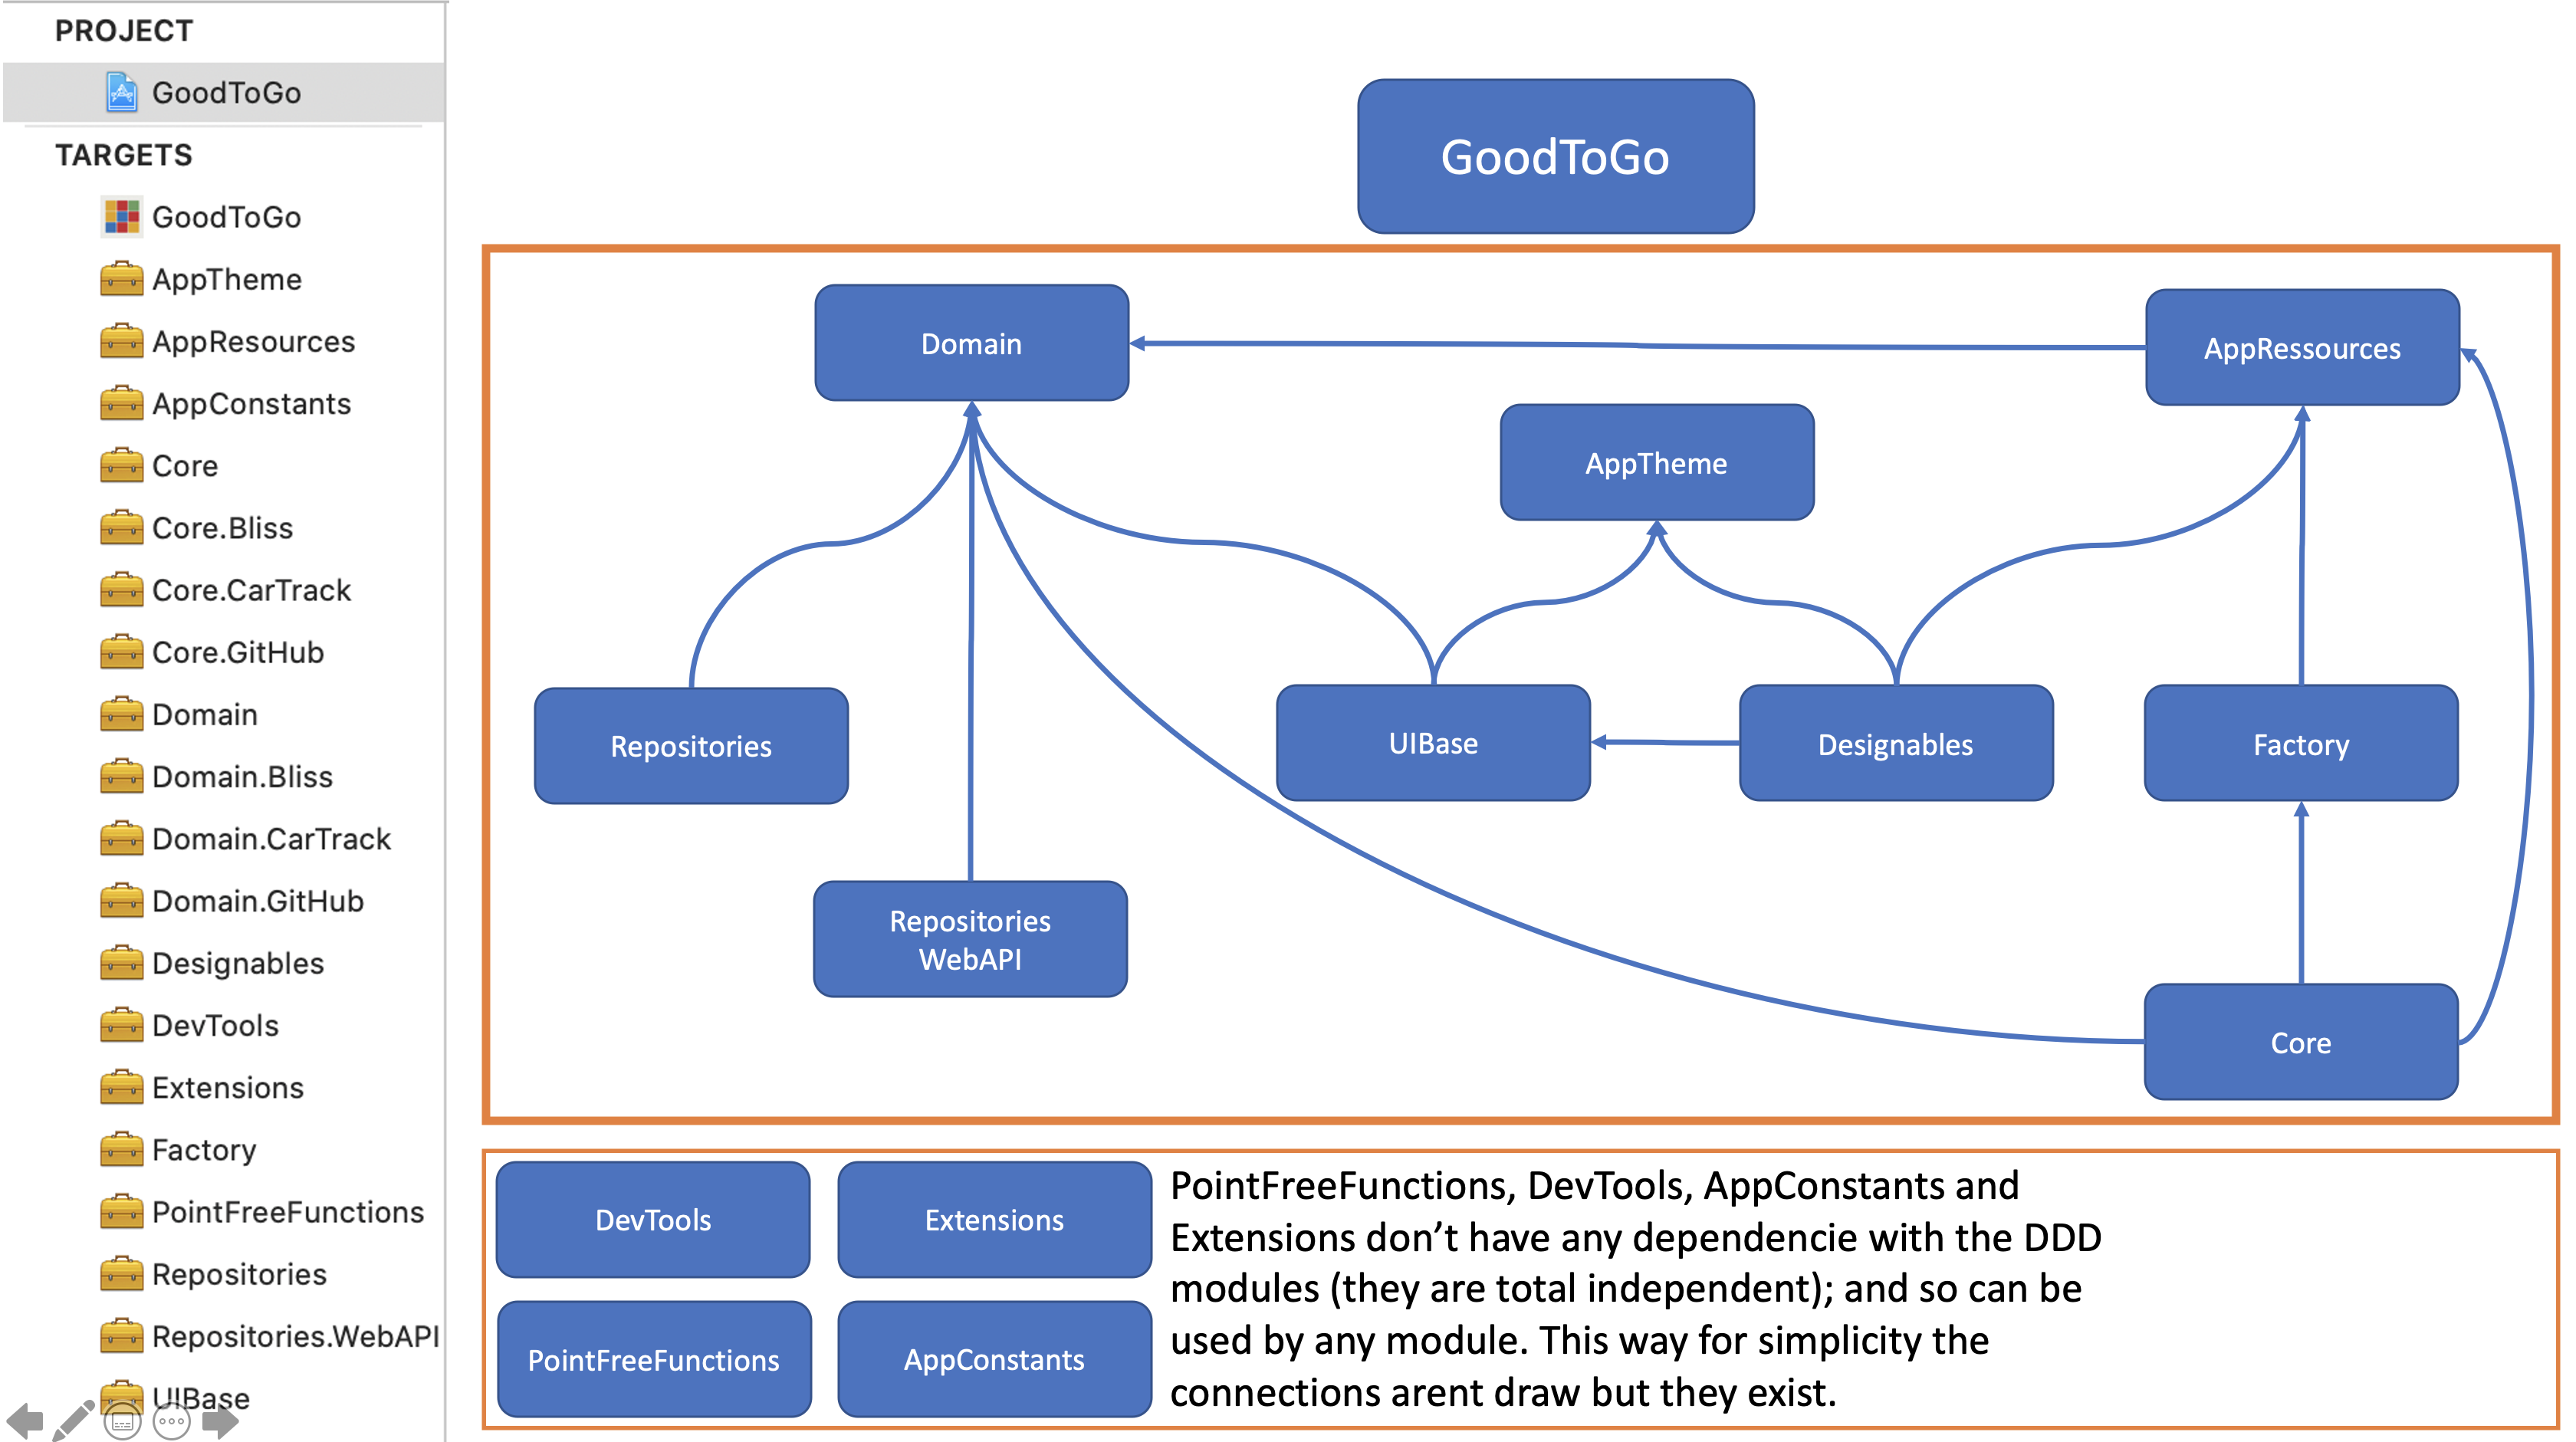 PROJECT
GoodToGo
TARGETS
GoodToGo
AppTheme
AppResources
AppConstants
Core
Core.Bliss
Core.CarTrack
Core.GitHub
Domain
Domain.Bliss
Domain.CarTrack
Domain.GitHub
Designables
DevTools
Extensions
Factory
PointFreeFunctions
Repositories
Repositories.WebAPI
UIBase
GoodToGo
Domain
AppRessources
AppTheme
Repositories
UIBase
Designables
Factory
Repositories
WebAPI
Core
DevTools
Extensions
PointFreeFunctions
AppConstants
PointFreeFunctions, DevTools, AppConstants and
Extensions don’t have any dependencie with the DDD
modules (they are total independent); and so can be
used by any module. This way for simplicity the
connections arent draw but they exist.